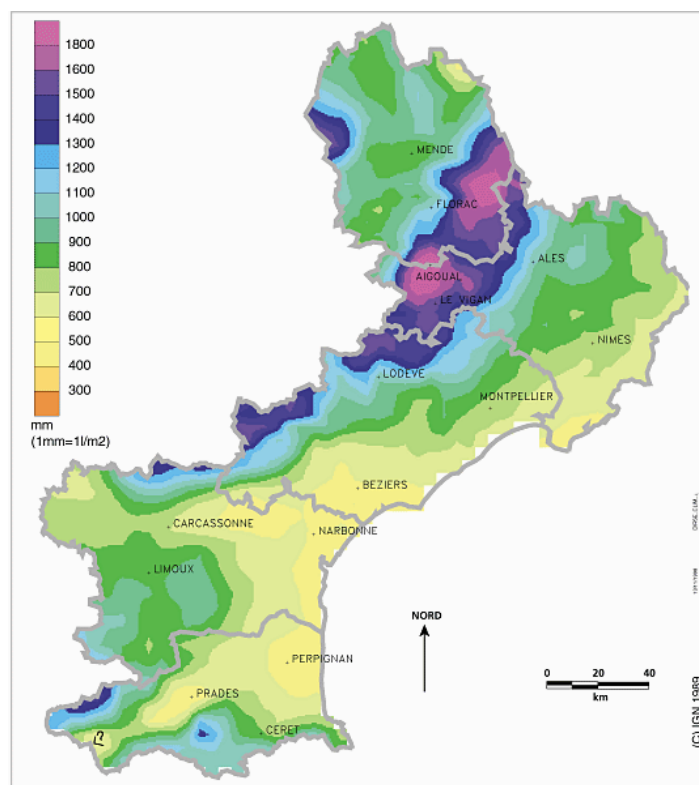 1800
1700
1600
1500
1400
1300
1200
1100
1000
900
800
700
600
500
400
300
mm
(1mm=1l/m2)
MENDE
FLORAC
ALES
AIGOUAL
LE VIGAN
NIMES
LODEVE
MONTPELLIER
BEZIERS
CARCASSONNE
NARBONNE
LIMOUX
NORD
PERPIGNAN
PRADES
CERET
0 20 40
km
(C) IGN 1989